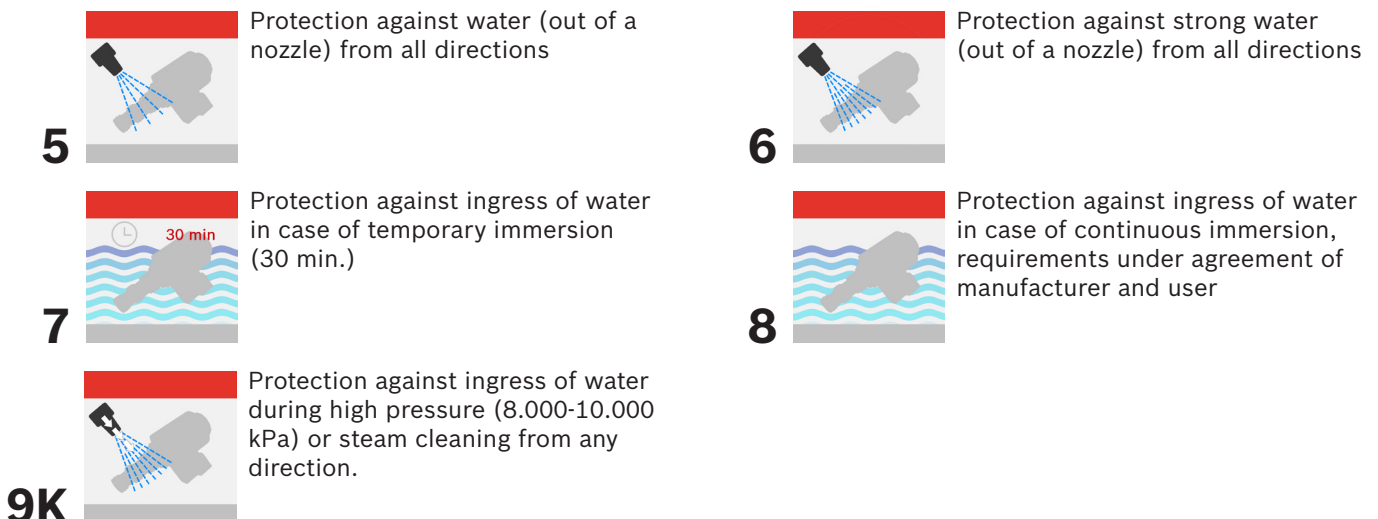 5
Protection against water (out of a
nozzle) from all directions
6
Protection against strong water
(out of a nozzle) from all directions
7
30 min
Protection against ingress of water
in case of temporary immersion
(30 min.)
8
Protection against ingress of water
in case of continuous immersion,
requirements under agreement of
manufacturer and user
9K
Protection against ingress of water
during high pressure (8.000-10.000
kPa) or steam cleaning from any
direction.